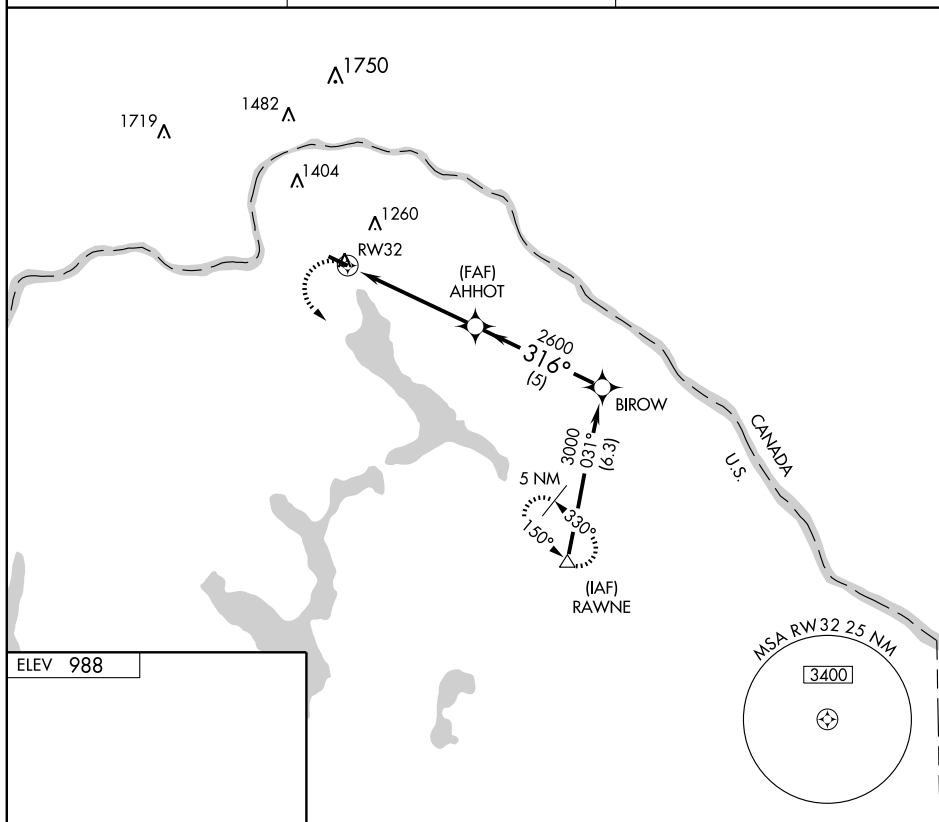 1750
1482
1719
1404
1260
RW32
(FAF)
AHHOT
2600
316°
(5)
BIROW
CANADA
U.S.
3000
031°
(6.3)
5 NM
330°
150°
(IAF)
RAWNE
MSA RW32 25 NM
3400
ELEV 988